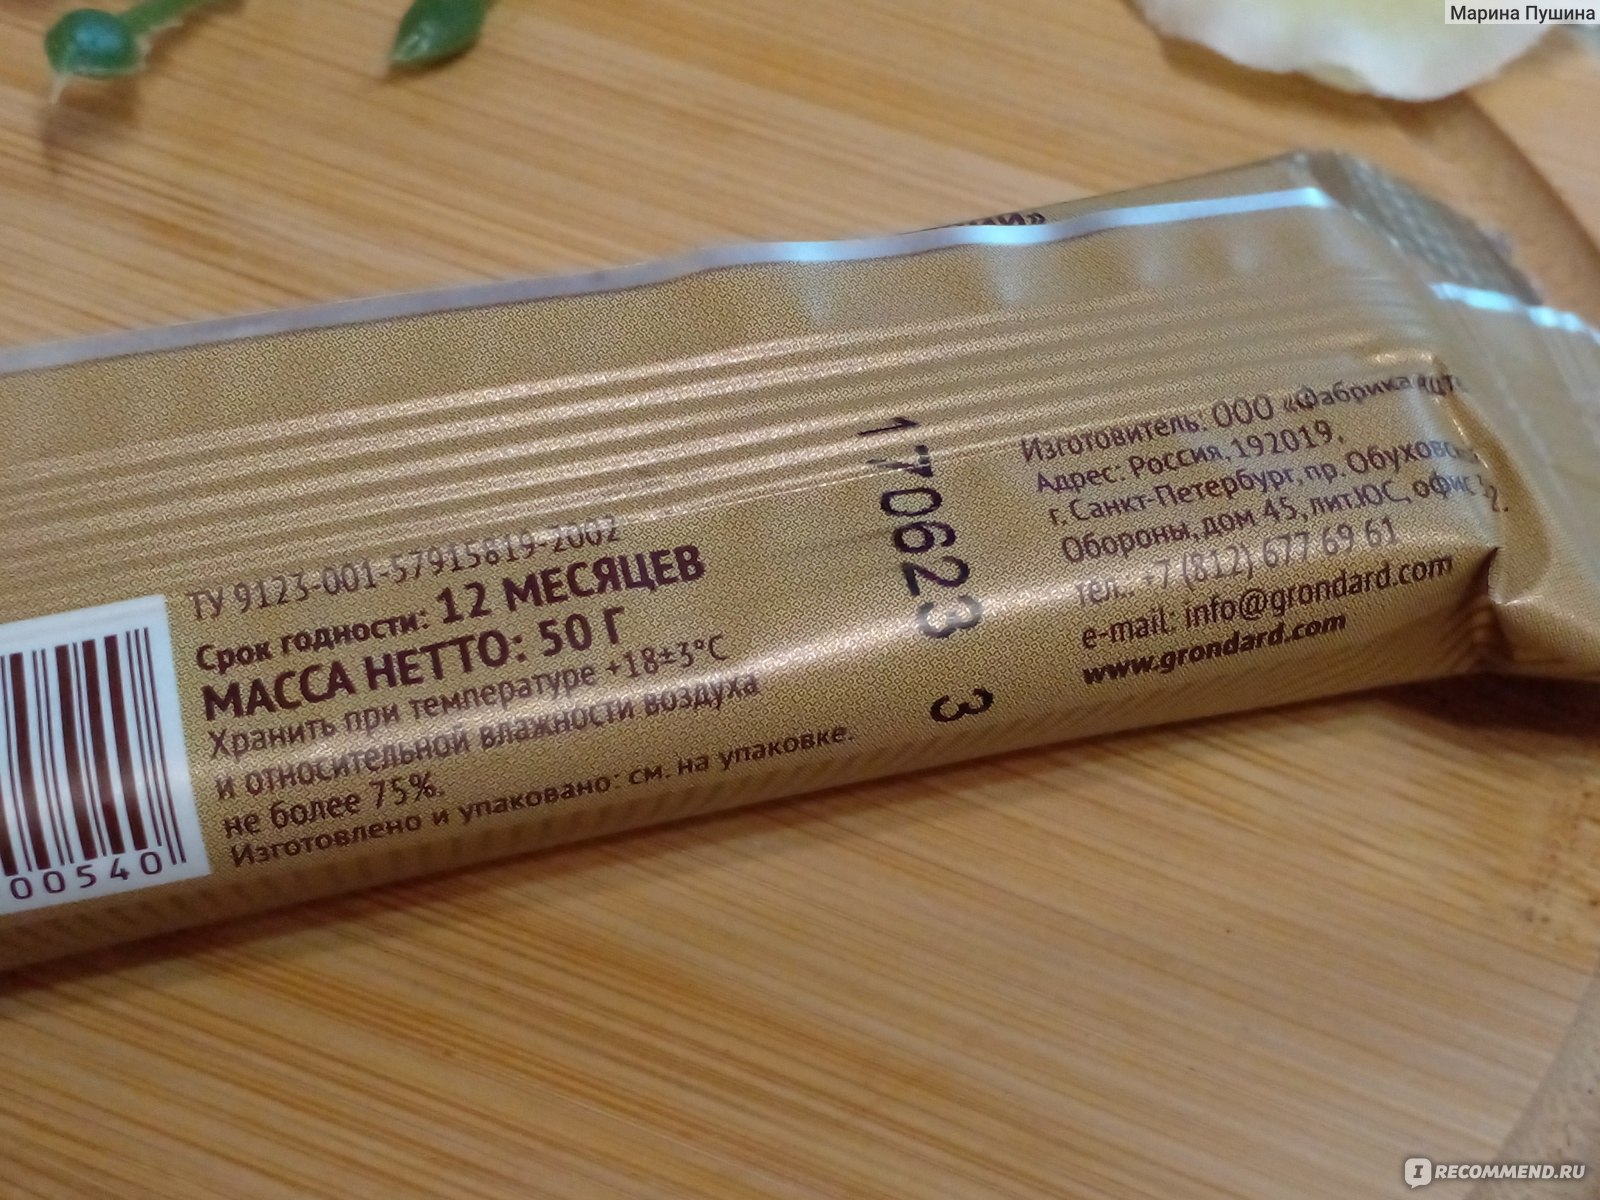 Марина Пушина
ТУ 9123-001-57915819-2002
Срок годности: 12 МЕСЯЦЕВ
МАССА НЕТТО: 50 Г
Хранить при температуре +18±3°С
и относительной влажности воздуха
не более 75%.
Изготовлено и упаковано: см. на упаковке.
00540
170623 3
Изготовитель: ООО «Фабрика
Адрес: Россия, 192019,
г. Санкт-Петербург, пр. Обуховс
Обороны, дом 45, лит.ЮС, офис
тел.: +7 (812) 677 69 61
e-mail: info@grondard.com
www.grondard.com
IRECOMMEND.RU